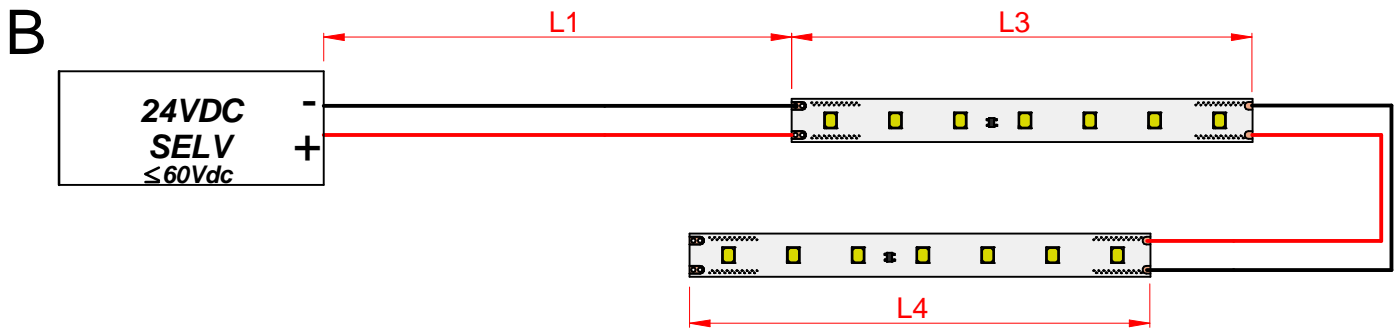 B
L1
L3
24VDC -
SELV +
≤60Vdc
L4